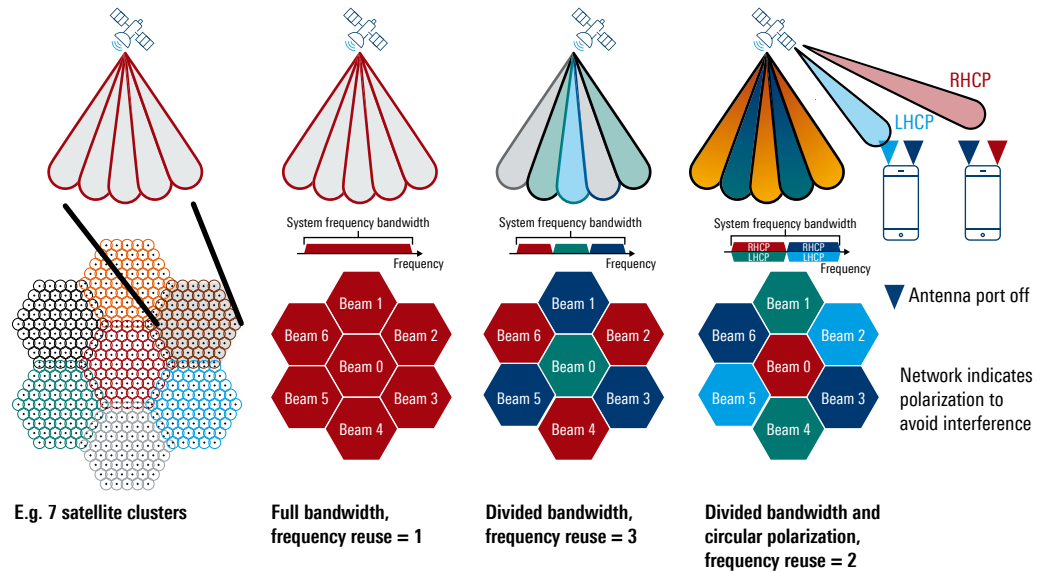 RHCP
LHCP
System frequency bandwidth
Frequency
System frequency bandwidth
Frequency
System frequency bandwidth
RHCP
RHCP
LHCP
LHCP
Frequency
Beam 1
Beam 6
Beam 2
Beam 0
Beam 5
Beam 3
Beam 4
Beam 1
Beam 6
Beam 2
Beam 0
Beam 5
Beam 3
Beam 4
Beam 1
Beam 6
Beam 2
Beam 0
Beam 5
Beam 3
Beam 4
Antenna port off
Network indicates
polarization to
avoid interference
E.g. 7 satellite clusters
Full bandwidth,
frequency reuse = 1
Divided bandwidth,
frequency reuse = 3
Divided bandwidth and
circular polarization,
frequency reuse = 2